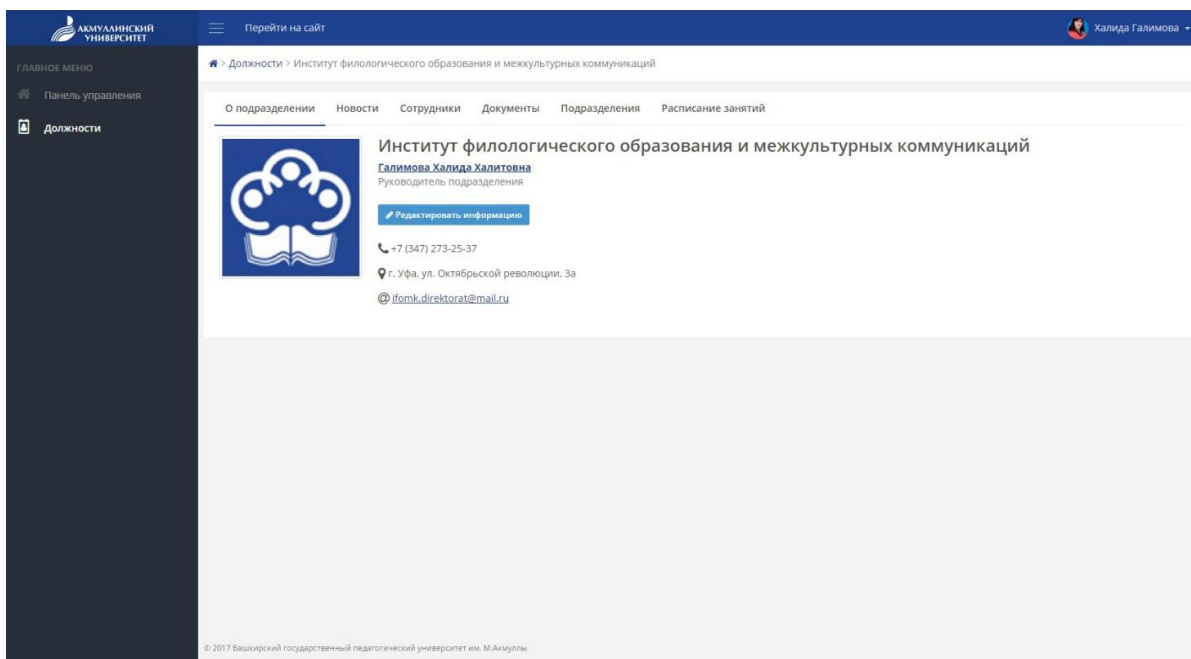 АКМУЛЛИНСКИЙ
УНИВЕРСИТЕТ
Перейти на сайт
Халида Галимова
ГЛАВНОЕ МЕНЮ
Панель управления
Должности
Должности > Институт филологического образования и межкультурных коммуникаций
О подразделении Новости Сотрудники Документы Подразделения Расписание занятий
Институт филологического образования и межкультурных коммуникаций
Галимова Халида Халитовна
Руководитель подразделения
Редактировать информацию
+7 (347) 273-25-37
г. Уфа, ул. Октябрьской революции, 3а
@ ifomk.direktorat@mail.ru
© 2017 Башкирский государственный педагогический университет им. М.Акмуллы